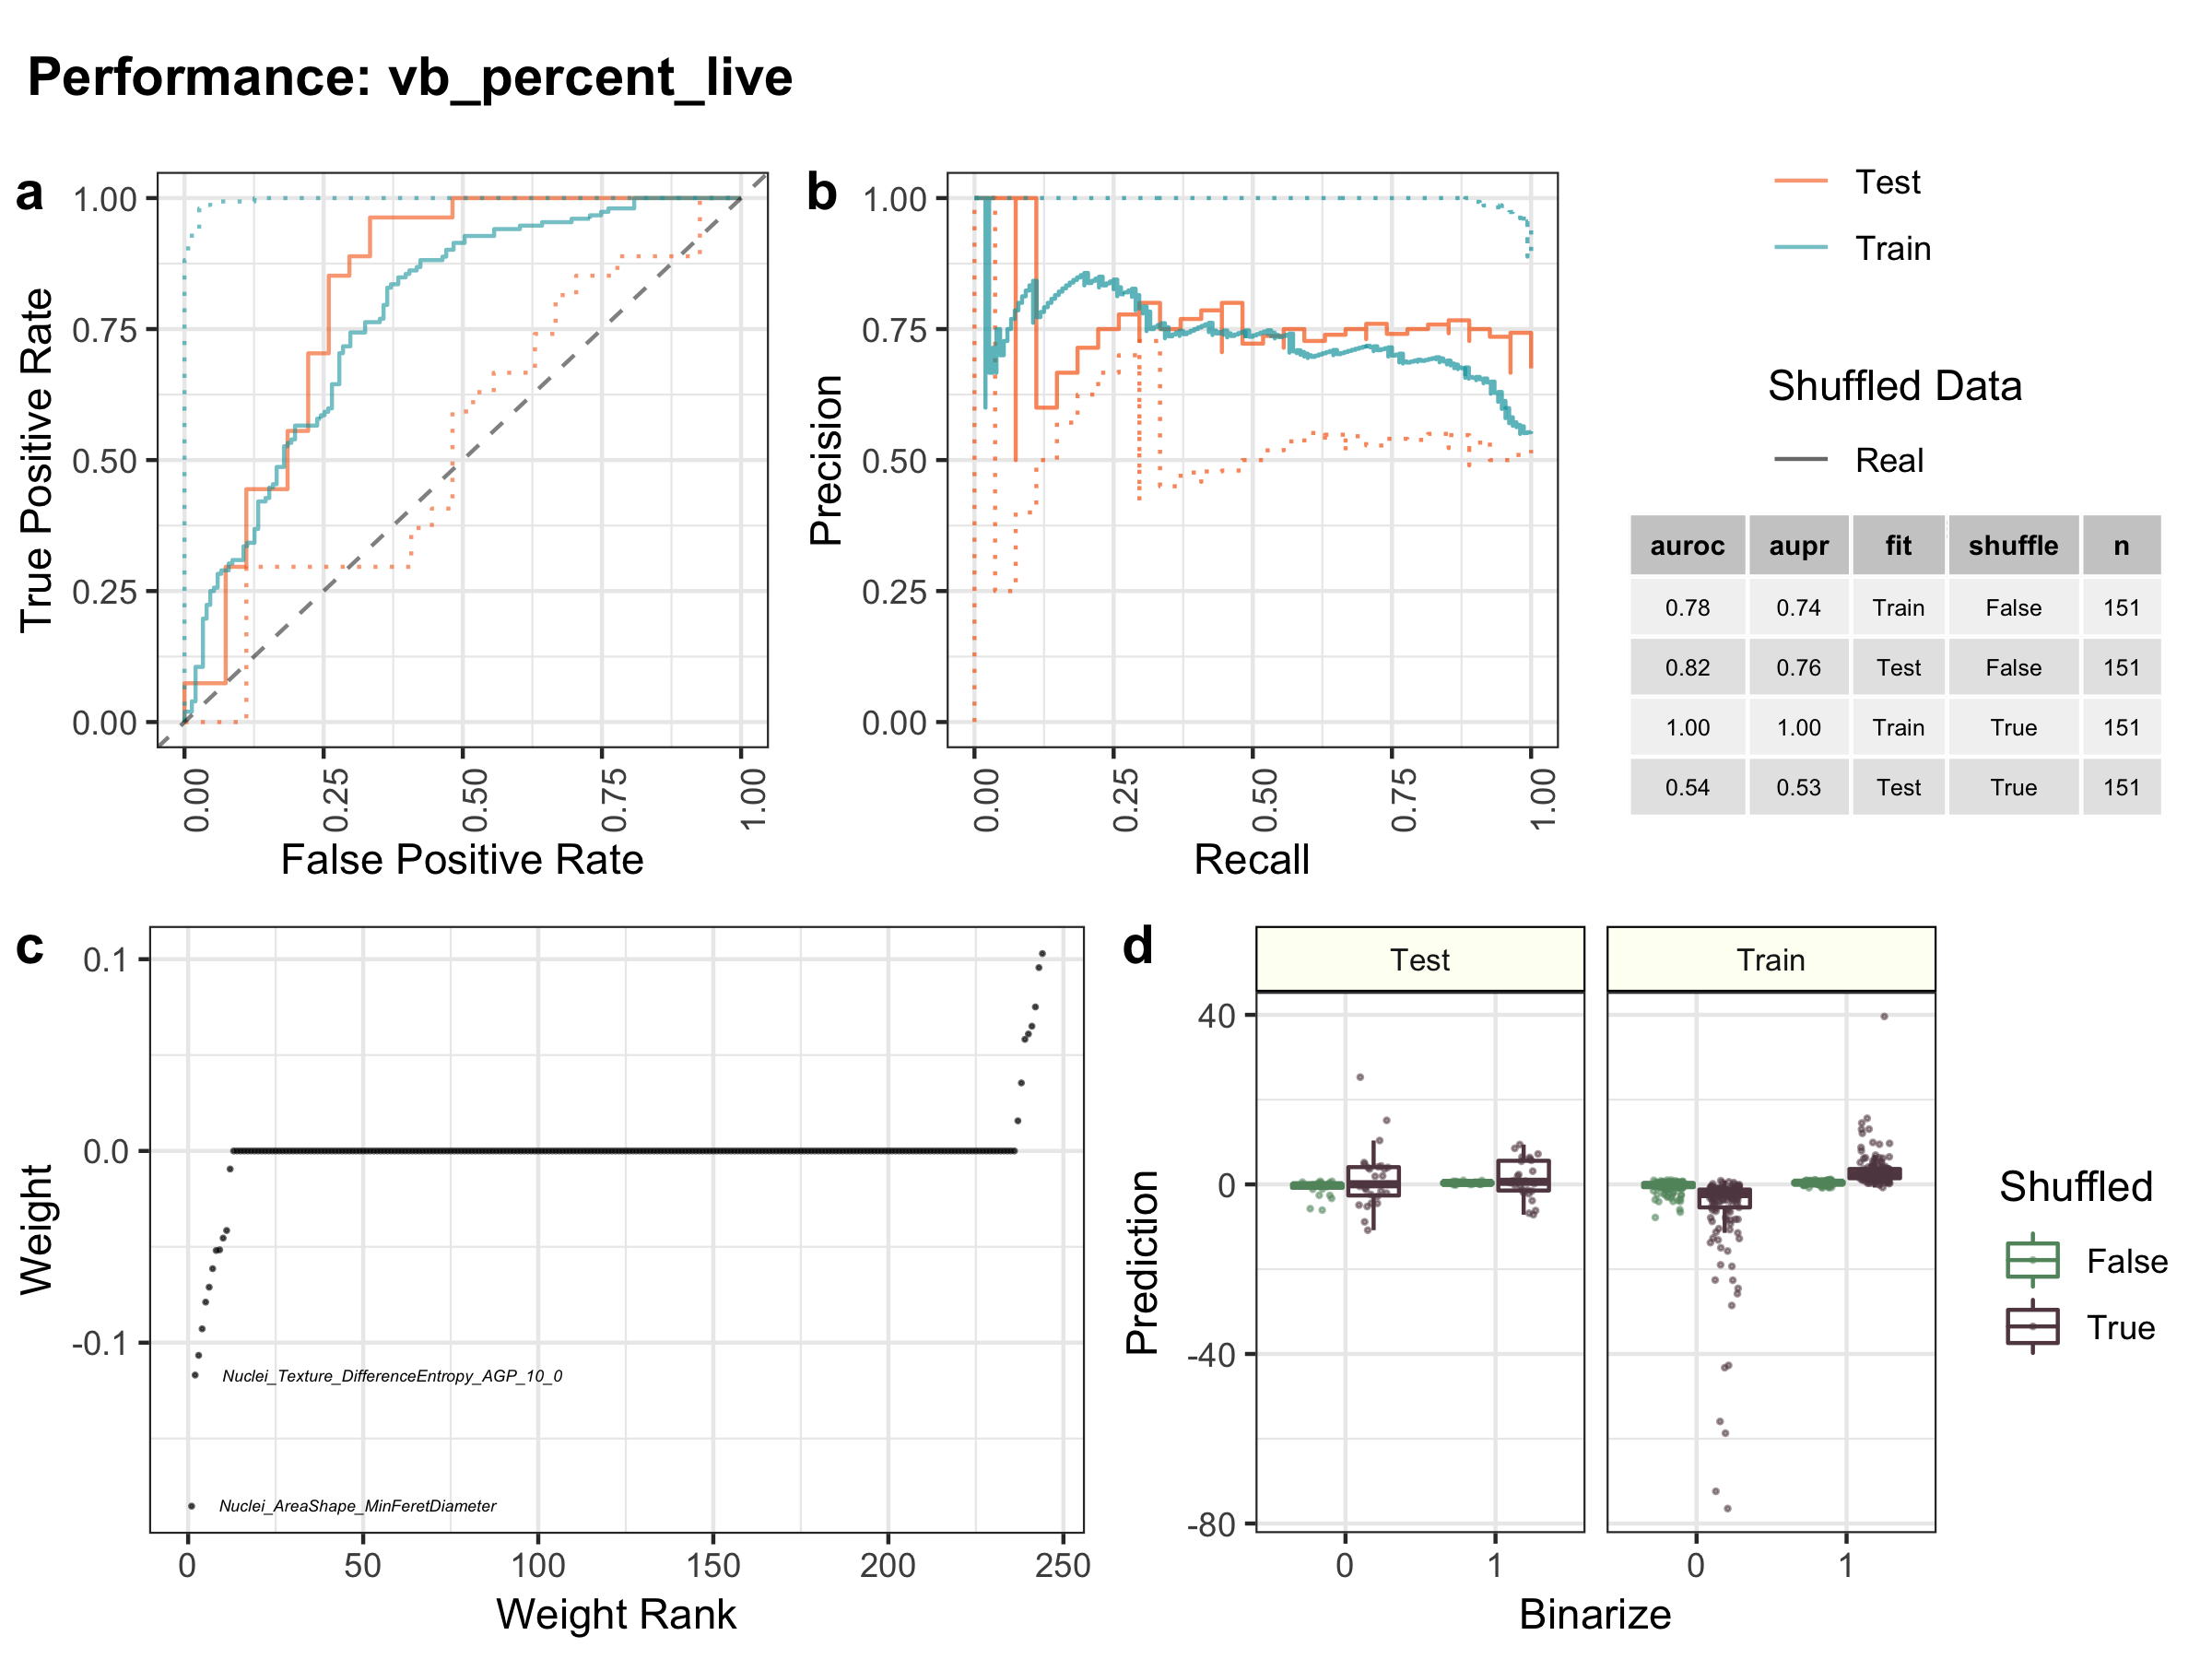 Performance: vb_percent_live
a
1.00
0.75
0.50
0.25
0.00
True Positive Rate
0.00
0.25
0.50
0.75
1.00
False Positive Rate
b
1.00
0.75
0.50
0.25
0.00
Precision
0.00
0.25
0.50
0.75
1.00
Recall
Test
Train
Shuffled Data
Real
auroc aupr fit shuffle n
0.78 0.74 Train False 151
0.82 0.76 Test False 151
1.00 1.00 Train True 151
0.54 0.53 Test True 151
c
0.1
0.0
-0.1
Weight
Nuclei_Texture_DifferenceEntropy_AGP_10_0
Nuclei_AreaShape_MinFeretDiameter
0 50 100 150 200 250
Weight Rank
d
Test Train
40
0
-40
-80
Prediction
0 1 0 1
Binarize
Shuffled
False
True